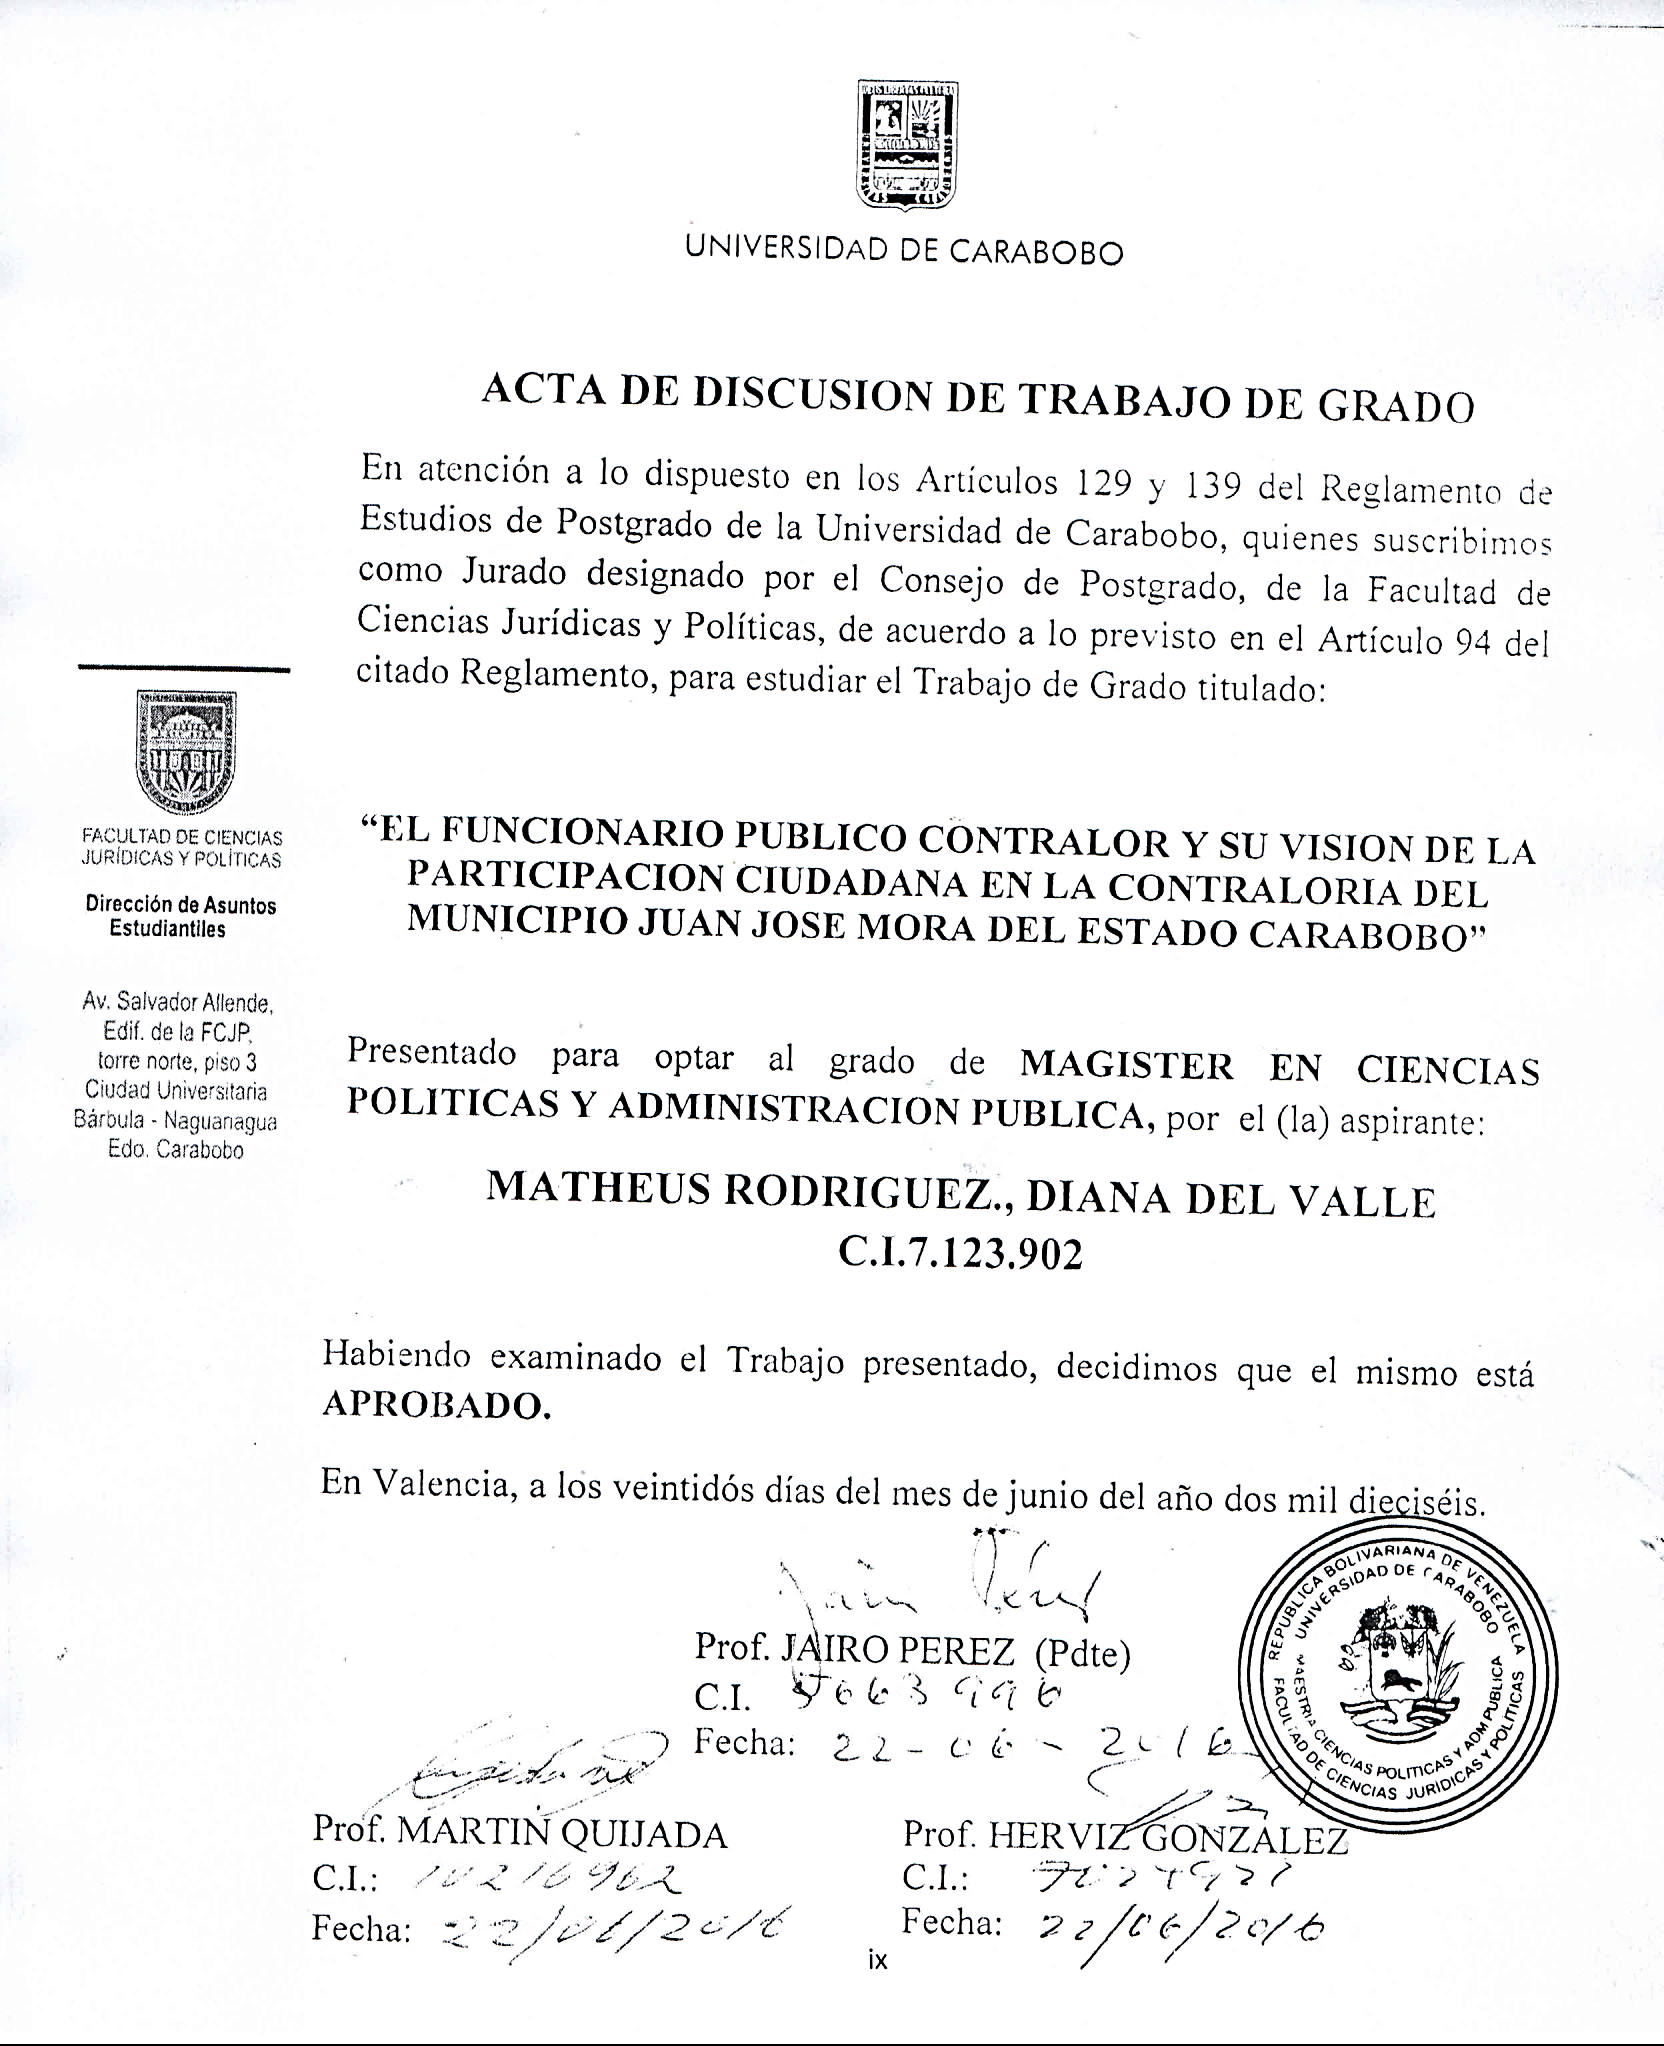 UNIVERSIDAD DE CARABOBO
ACTA DE DISCUSION DE TRABAJO DE GRADO
En atención a lo dispuesto en los Artículos 129 y 139 del Reglamento de
Estudios de Postgrado de la Universidad de Carabobo, quienes suscribimos
como Jurado designado por el Consejo de Postgrado, de la Facultad de
Ciencias Jurídicas y Políticas, de acuerdo a lo previsto en el Artículo 94 del
citado Reglamento, para estudiar el Trabajo de Grado titulado:
FACULTAD DE CIENCIAS
JURÍDICAS Y POLÍTICAS
Dirección de Asuntos
Estudiantiles
Av. Salvador Allende,
Edif. de la FCJP,
torre norte, piso 3
Ciudad Universitaria
Bárbula - Naguanagua
Edo. Carabobo
“EL FUNCIONARIO PUBLICO CONTRALOR Y SU VISION DE LA
PARTICIPACION CIUDADANA EN LA CONTRALORIA DEL
MUNICIPIO JUAN JOSE MORA DEL ESTADO CARABOBO”
Presentado para optar al grado de MAGISTER EN CIENCIAS
POLITICAS Y ADMINISTRACION PUBLICA, por el (la) aspirante:
MATHEUS RODRIGUEZ., DIANA DEL VALLE
C.I.7.123.902
Habiendo examinado el Trabajo presentado, decidimos que el mismo está
APROBADO.
En Valencia, a los veintidós días del mes de junio del año dos mil dieciséis.
Jairo Pérez
Prof. JAIRO PEREZ (Pdte)
C.I.
Fecha: 22-06-2016
REPUBLICA BOLIVARIANA DE VENEZUELA
UNIVERSIDAD DE CARABOBO
MAESTRIA CIENCIAS POLITICAS Y ADM PUBLICA
FACULTAD DE CIENCIAS JURIDICAS Y POLITICAS
Prof. MARTIN QUIJADA
C.I.: 10216962
Fecha: 22/06/2016
Prof. HERVIZ GONZALEZ
C.I.:
Fecha: 22/06/2016
ix